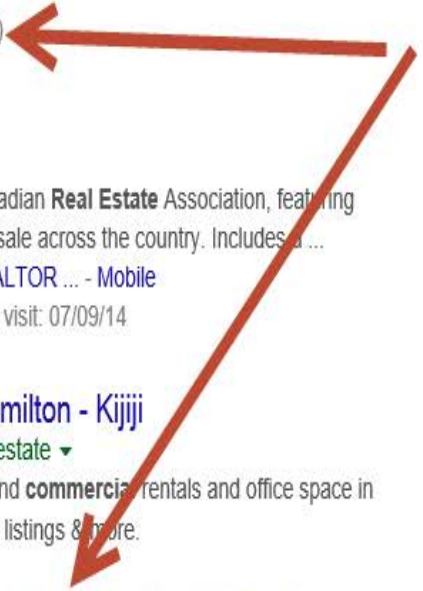 adian Real Estate Association, featuring
sale across the country. Includes a ...
ALTOR ... - Mobile
visit: 07/09/14
milton - Kijiji
estate
nd commercial rentals and office space in
listings & more.